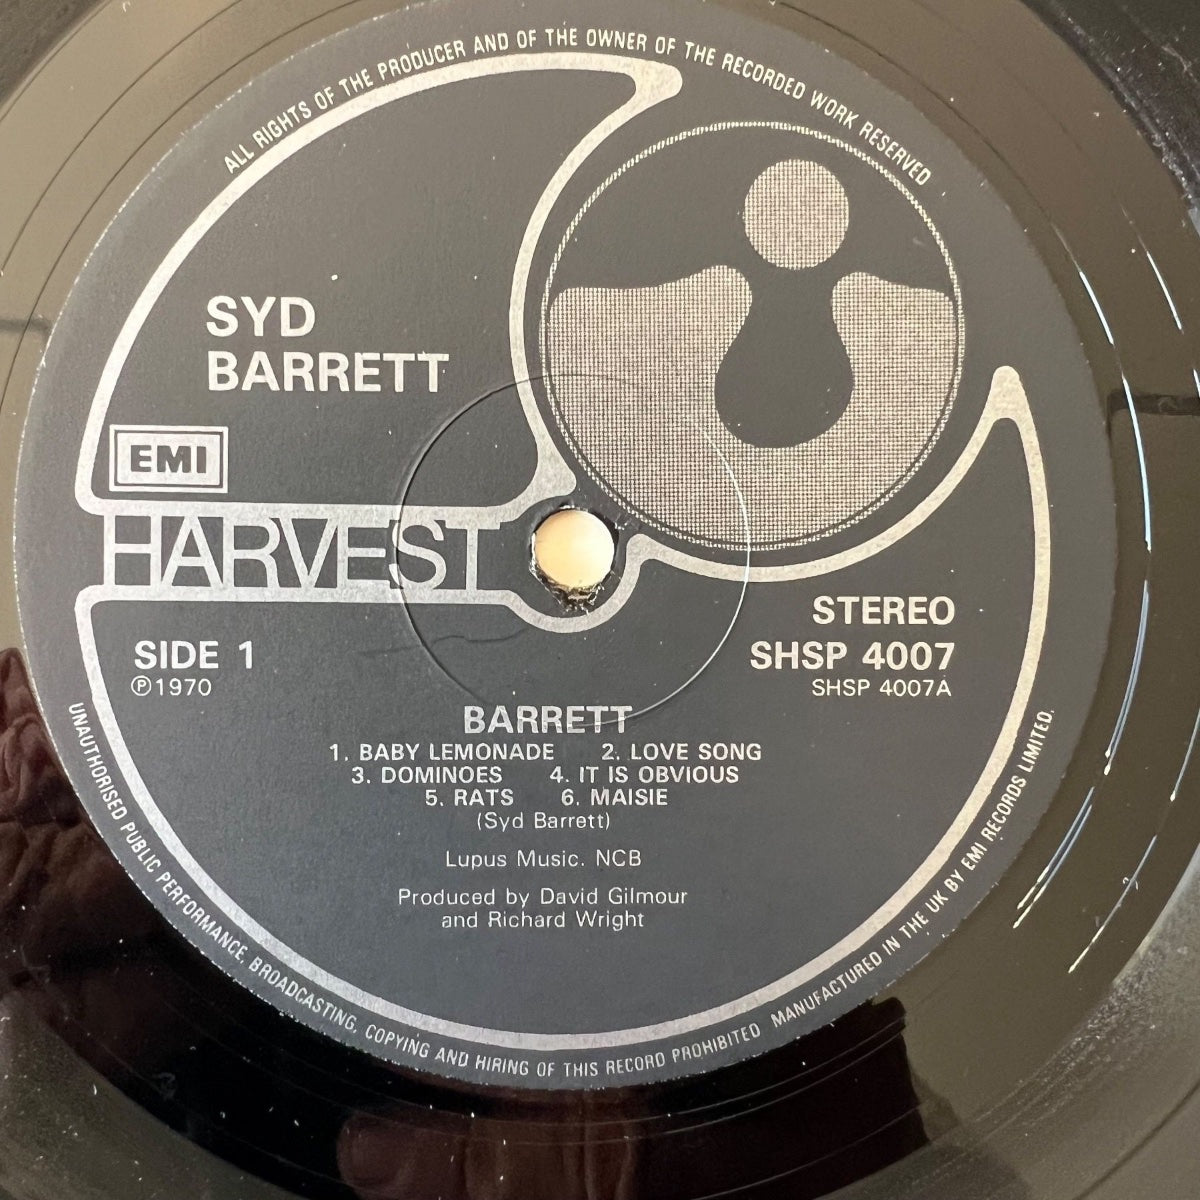 ALL RIGHTS OF THE PRODUCER AND OF THE OWNER OF THE RECORDED WORK RESERVED
SYD
BARRETT
EMI
HARVEST
STEREO
SIDE 1
SHSP 4007
℗1970
SHSP 4007A
BARRETT
1. BABY LEMONADE 2. LOVE SONG
3. DOMINOES 4. IT IS OBVIOUS
5. RATS 6. MAISIE
(Syd Barrett)
Lupus Music. NCB
Produced by David Gilmour
and Richard Wright
UNAUTHORISED PUBLIC PERFORMANCE, BROADCASTING, COPYING AND HIRING OF THIS RECORD PROHIBITED MANUFACTURED IN THE UK BY EMI RECORDS LIMITED.